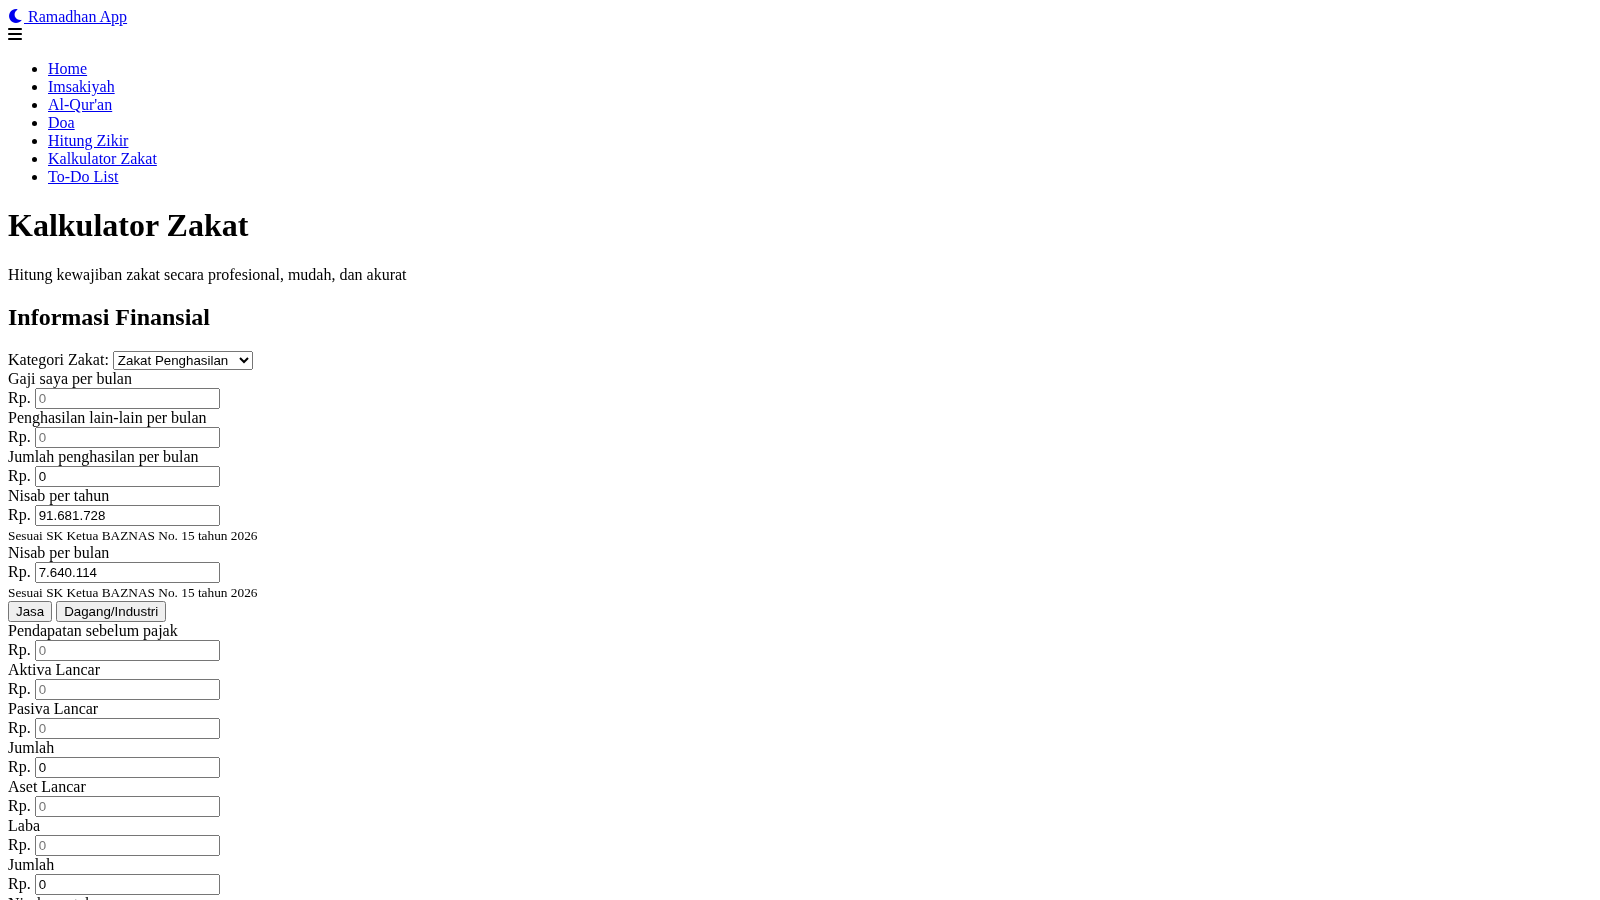 Ramadhan App
Home
Imsakiyah
Al-Qur'an
Doa
Hitung Zikir
Kalkulator Zakat
To-Do List
Kalkulator Zakat
Hitung kewajiban zakat secara profesional, mudah, dan akurat
Informasi Finansial
Kategori Zakat: Zakat Penghasilan
Gaji saya per bulan
Rp. 0
Penghasilan lain-lain per bulan
Rp. 0
Jumlah penghasilan per bulan
Rp. 0
Nisab per tahun
Rp. 91.681.728
Sesuai SK Ketua BAZNAS No. 15 tahun 2026
Nisab per bulan
Rp. 7.640.114
Sesuai SK Ketua BAZNAS No. 15 tahun 2026
Jasa Dagang/Industri
Pendapatan sebelum pajak
Rp. 0
Aktiva Lancar
Rp. 0
Pasiva Lancar
Rp. 0
Jumlah
Rp. 0
Aset Lancar
Rp. 0
Laba
Rp. 0
Jumlah
Rp. 0